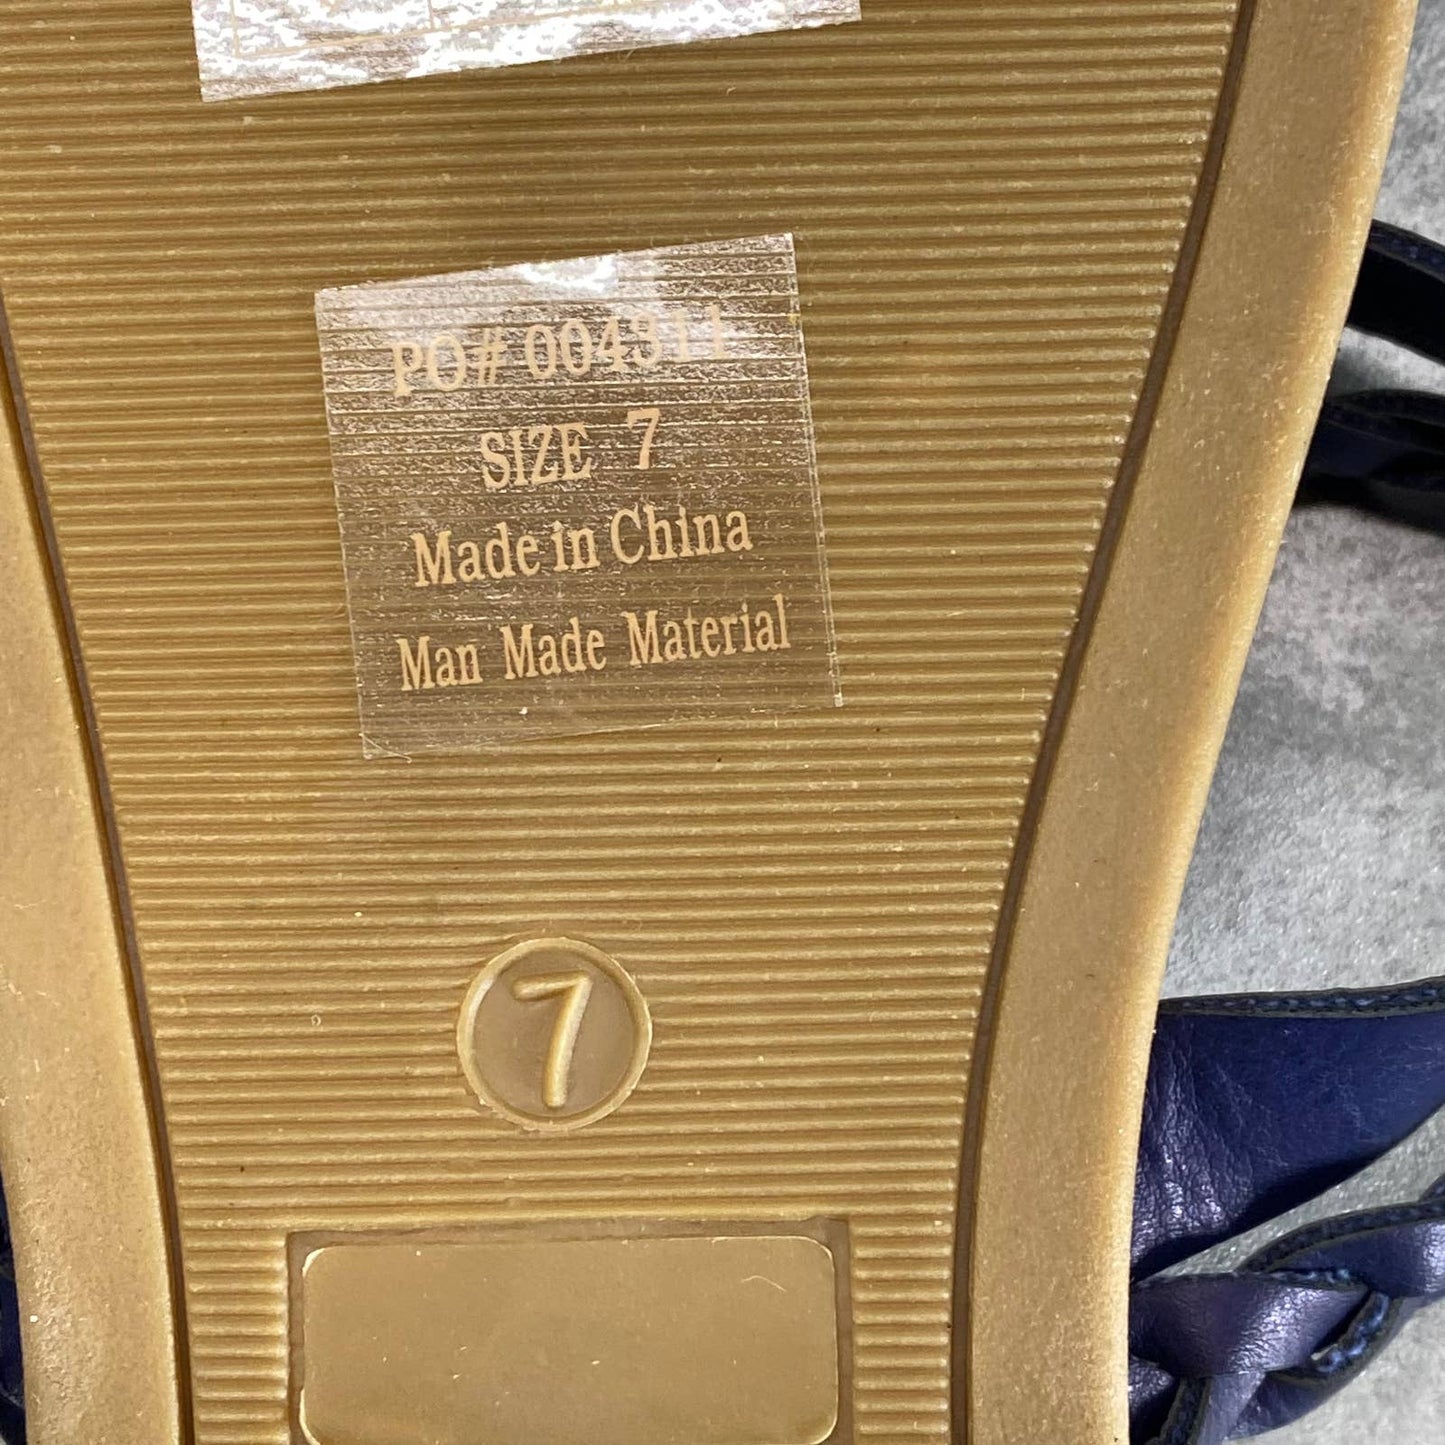 PO# 004311
SIZE 7
Made in China
Man Made Material
7